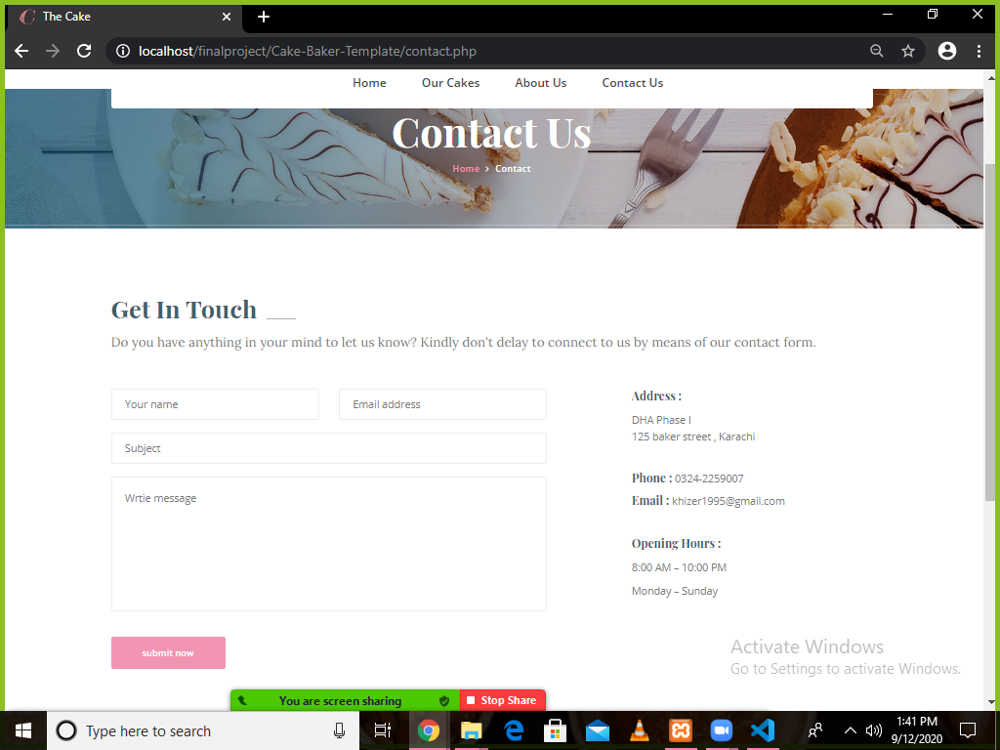 The Cake
localhost/finalproject/Cake-Baker-Template/contact.php
Home Our Cakes About Us Contact Us
Contact Us
Home > Contact
Get In Touch
Do you have anything in your mind to let us know? Kindly don't delay to connect to us by means of our contact form.
Your name
Email address
Subject
Wrtie message
submit now
Address :
DHA Phase I
125 baker street , Karachi
Phone : 0324-2259007
Email : khizer1995@gmail.com
Opening Hours :
8:00 AM – 10:00 PM
Monday – Sunday
Activate Windows
Go to Settings to activate Windows.
You are screen sharing
Stop Share
Type here to search
1:41 PM
9/12/2020